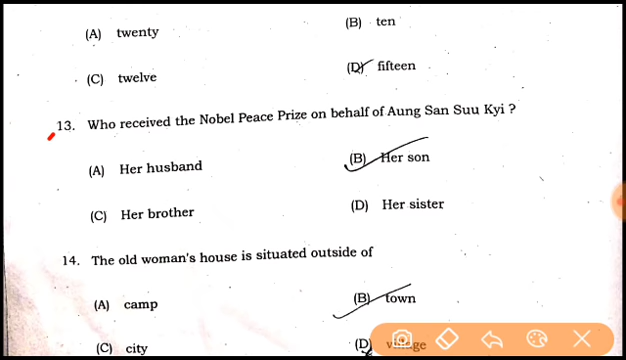 (A) twenty (B) ten
(C) twelve (D) fifteen
13. Who received the Nobel Peace Prize on behalf of Aung San Suu Kyi ?
(A) Her husband (B) Her son
(C) Her brother (D) Her sister
14. The old woman's house is situated outside of
(A) camp (B) town
(C) city (D) village